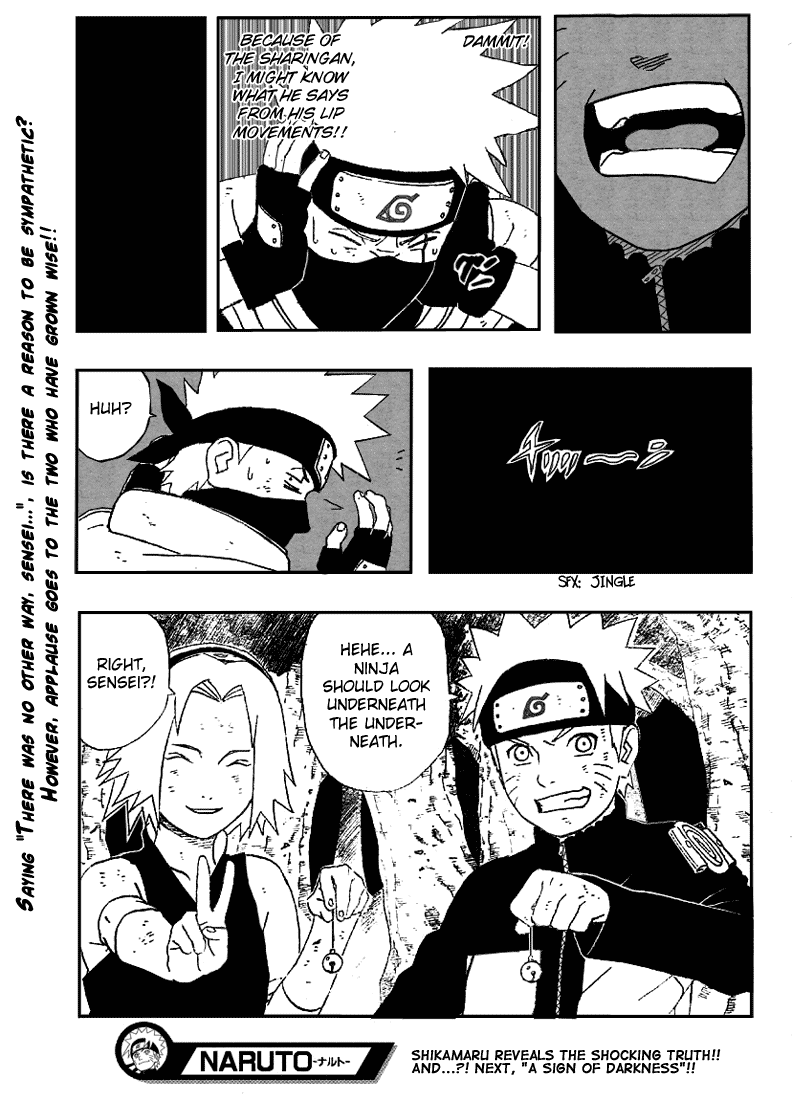 DAMMIT!
BECAUSE OF
THE SHARINGAN,
I MIGHT KNOW
WHAT HE SAYS
FROM HIS LIP
MOVEMENTS!!
SFX: JINGLE
HUH?
HEHE... A
NINJA
SHOULD LOOK
UNDERNEATH
THE UNDER-
NEATH.
RIGHT,
SENSEI?!
SAYING "THERE WAS NO OTHER WAY, SENSEI...", IS THERE A REASON TO BE SYMPATHETIC?
HOWEVER, APPLAUSE GOES TO THE TWO WHO HAVE GROWN WISE!!
NARUTO-ナルト-
SHIKAMARU REVEALS THE SHOCKING TRUTH!!
AND...?! NEXT, "A SIGN OF DARKNESS"!!